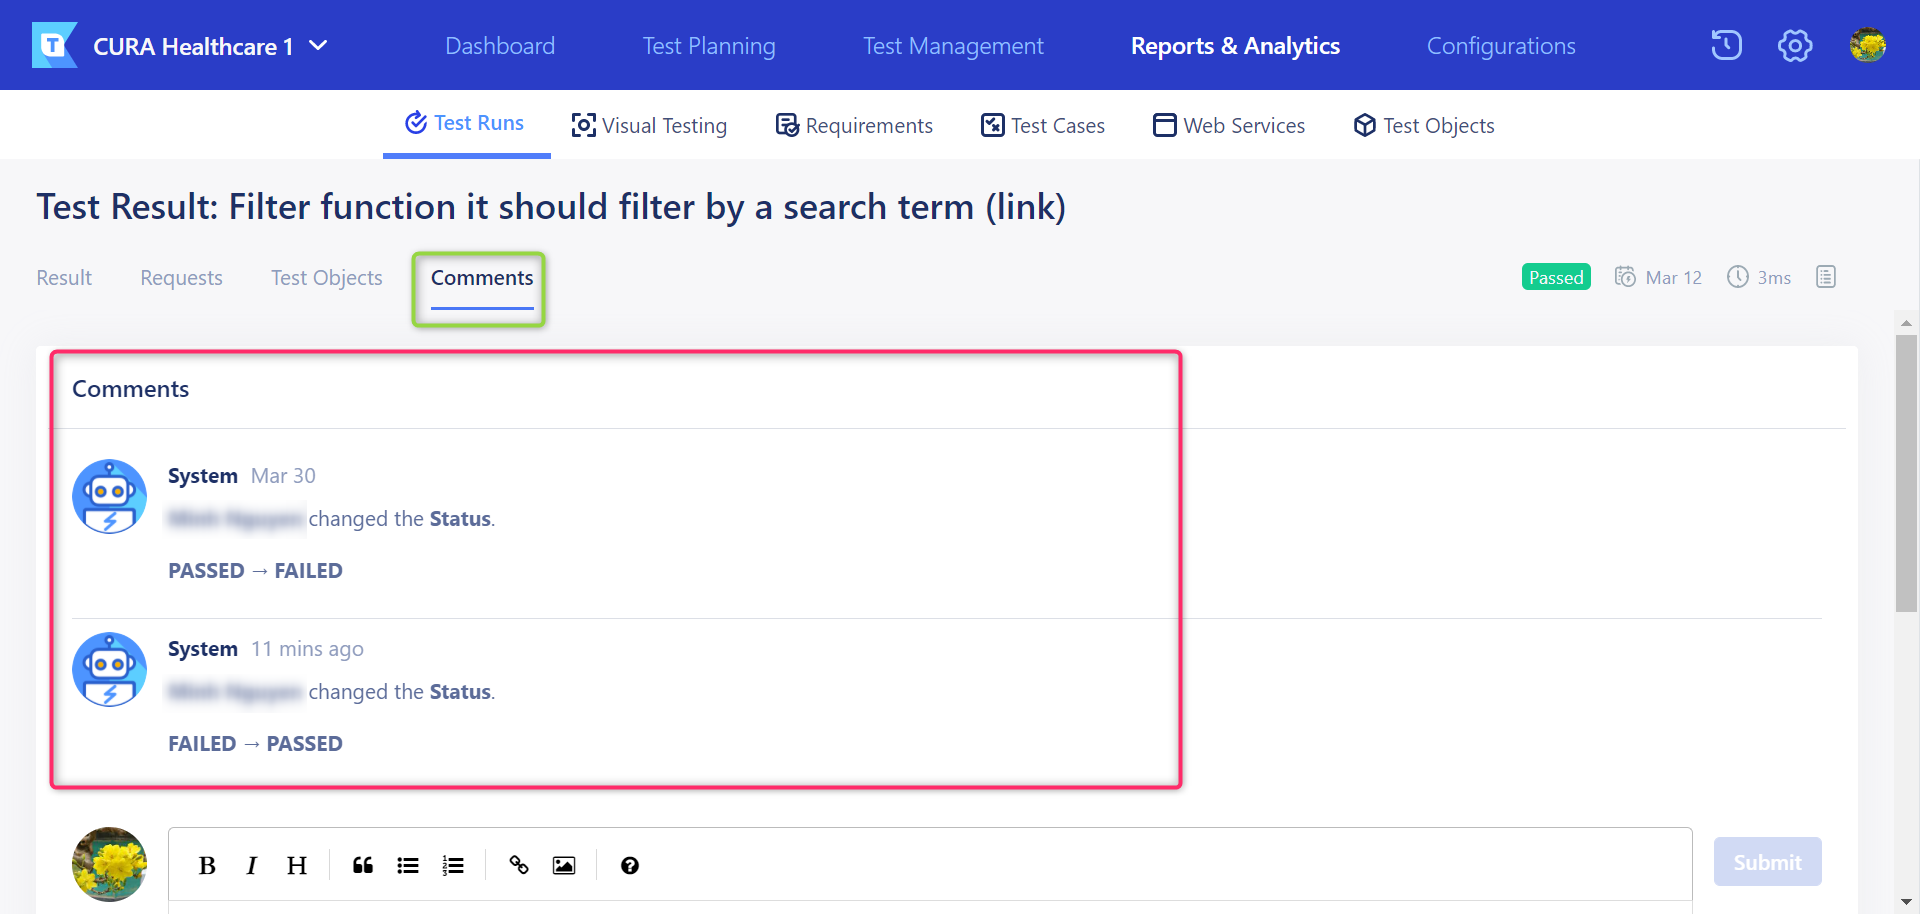 CURA Healthcare 1 Dashboard Test Planning Test Management Reports & Analytics Configurations
Test Runs Visual Testing Requirements Test Cases Web Services Test Objects
Test Result: Filter function it should filter by a search term (link)
Result Requests Test Objects Comments Passed Mar 12 3ms
Comments
System Mar 30
changed the Status.
PASSED → FAILED
System 11 mins ago
changed the Status.
FAILED → PASSED
B I H
Submit